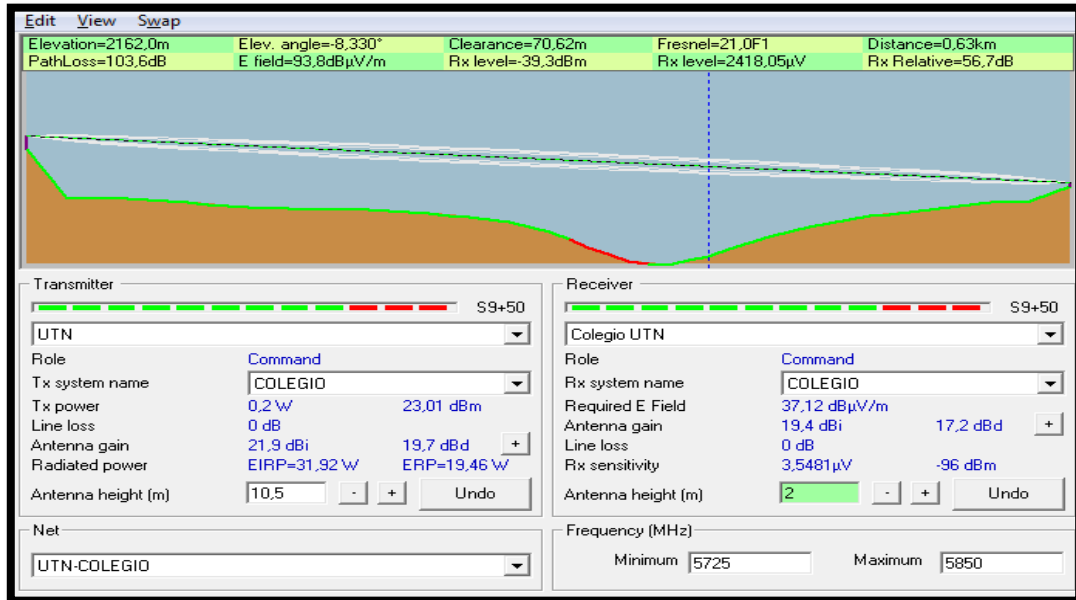 Edit View Swap
Elevation=2162,0m Elev. angle=-8,330° Clearance=70,62m Fresnel=21,0F1 Distance=0,63km
PathLoss=103,6dB E field=93,8dBµV/m Rx level=-39,3dBm Rx level=2418,05µV Rx Relative=56,7dB
Transmitter
S9+50
UTN
Role Command
Tx system name COLEGIO
Tx power 0,2 W 23,01 dBm
Line loss 0 dB
Antenna gain 21,9 dBi 19,7 dBd +
Radiated power EIRP=31,92 W ERP=19,46 W
Antenna height (m) 10,5 - + Undo
Receiver
S9+50
Colegio UTN
Role Command
Rx system name COLEGIO
Required E Field 37,12 dBµV/m
Antenna gain 19,4 dBi 17,2 dBd +
Line loss 0 dB
Rx sensitivity 3,5481µV -96 dBm
Antenna height (m) 2 - + Undo
Net
UTN-COLEGIO
Frequency (MHz)
Minimum 5725 Maximum 5850